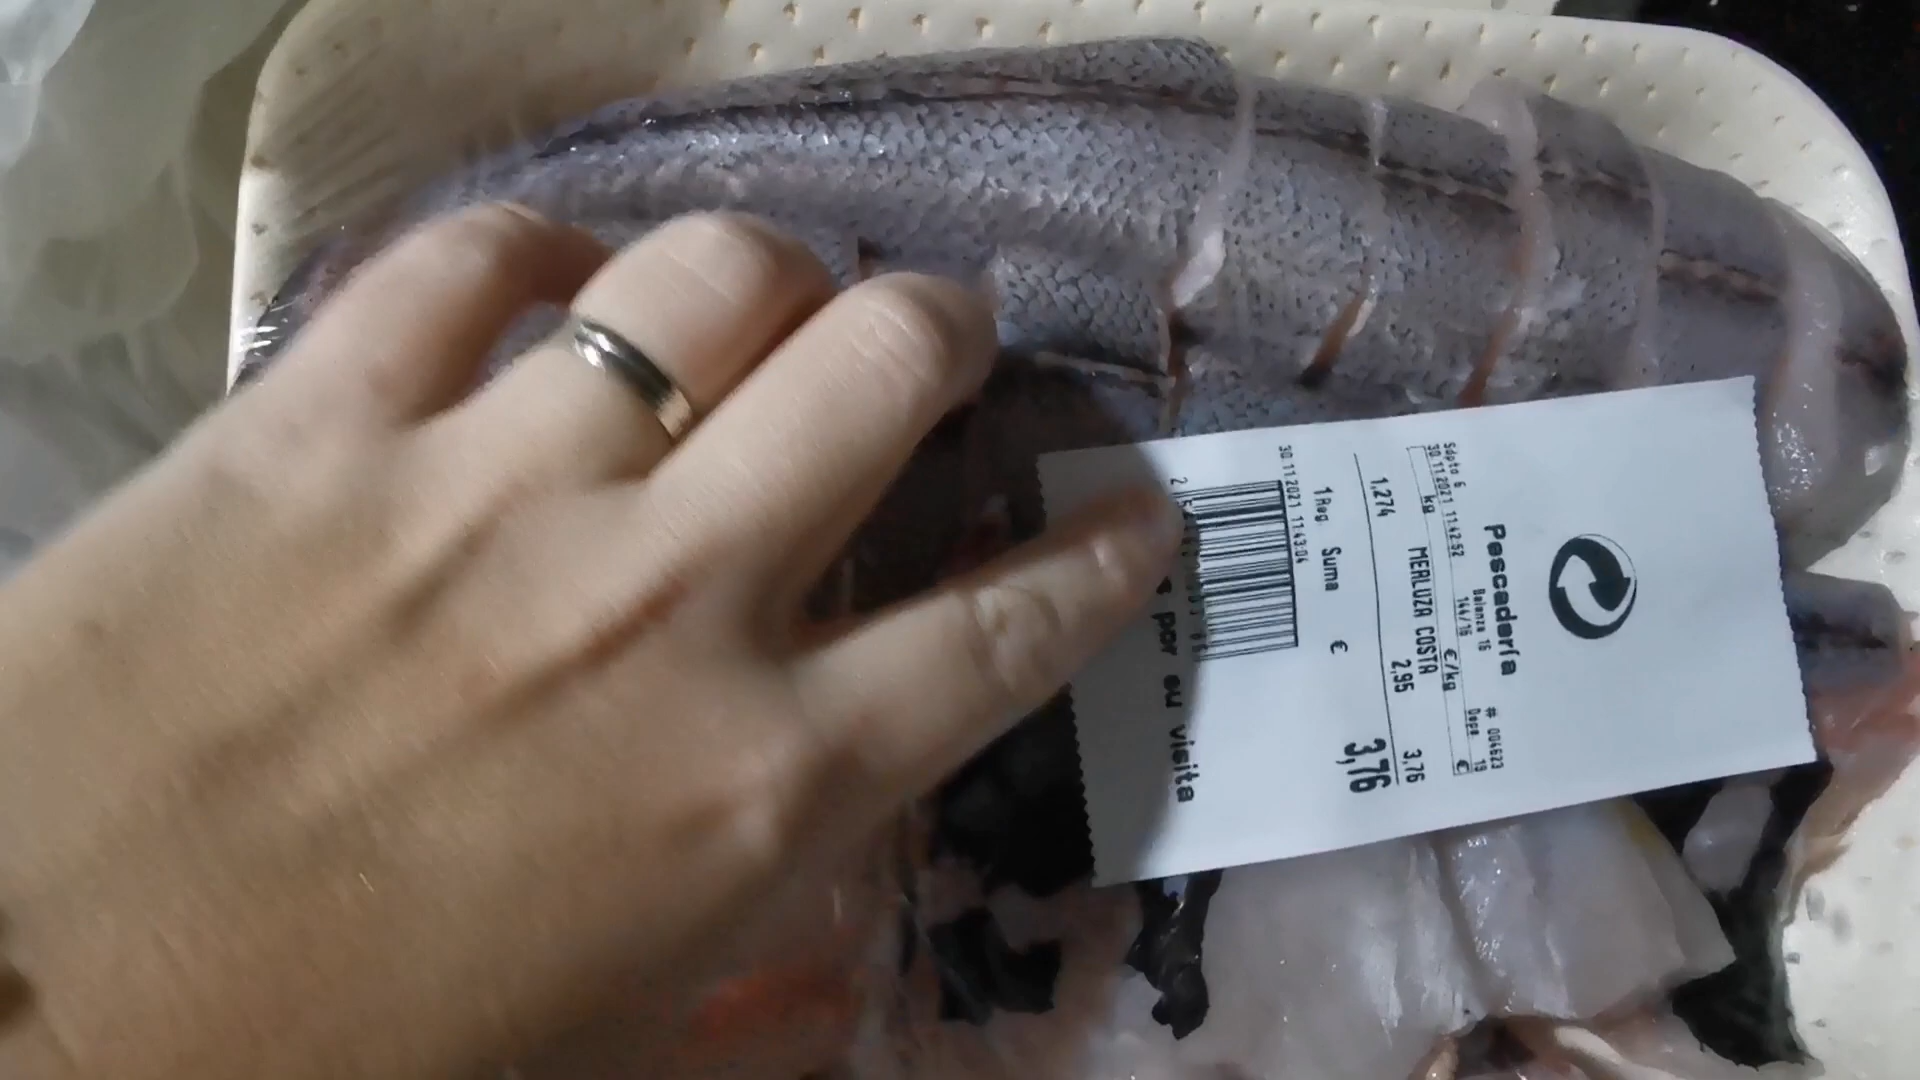 Pescadería
Balanza 16 # 004623
Sópto 6 144/16 Depe 19
30.11.2021 11:42:52
kg €/kg €
MERLUZA COSTA
1,274 2,95 3,76
1 Reg. Suma € 3,76
30.11.2021 11:43:04
por su visita